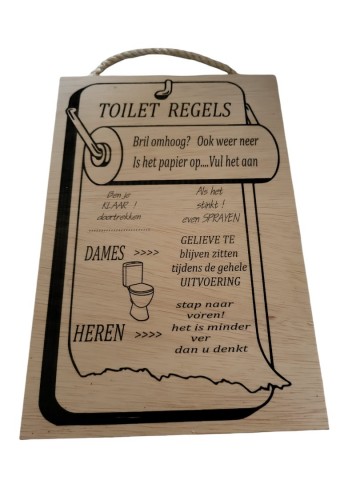 TOILET REGELS
Bril omhoog? Ook weer neer
Is het papier op....Vul het aan
Ben je
KLAAR !
doortrekken
Als het
stinkt !
even SPRAYEN
DAMES >>>>
GELIEVE TE
blijven zitten
tijdens de gehele
UITVOERING
HEREN >>>>
stap naar
voren!
het is minder
ver
dan u denkt